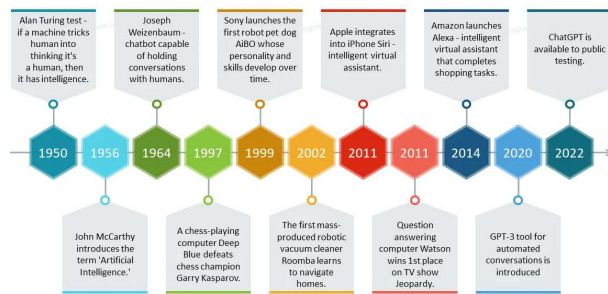 Alan Turing test -
if a machine tricks
human into
thinking it's
a human, then
it has intelligence.
Joseph
Weizenbaum -
chatbot capable of
holding
conversations
with humans.
Sony launches the
first robot pet dog
AiBO whose
personality and
skills develop over
time.
Apple integrates
into iPhone Siri -
intelligent virtual
assistant.
Amazon launches
Alexa - intelligent
virtual assistant
that completes
shopping tasks.
ChatGPT
is available to public
testing.
1950
1956
1964
1997
1999
2002
2011
2011
2014
2020
2022
John McCarthy
introduces the
term 'Artificial
Intelligence.'
A chess-playing
computer Deep
Blue defeats
chess champion
Garry Kasparov.
The first mass-
produced robotic
vacuum cleaner
Roomba learns to
navigate homes.
Question
answering
computer Watson
wins 1st place
on TV show
Jeopardy.
GPT-3 tool for
automated
conversations is
introduced